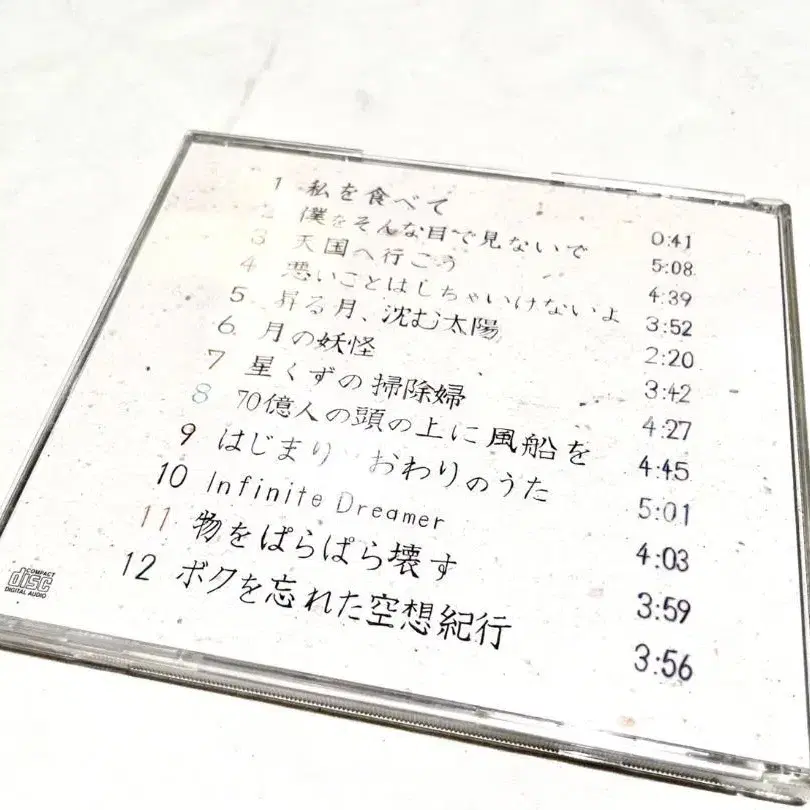 1 私を食べて 0:41
2 僕をそんな目で見ないで 5:08
3 天国へ行こう 4:39
4 悪いことはしちゃいけないよ 3:52
5 昇る月、沈む太陽 2:20
6 月の妖怪 3:42
7 星くずの掃除婦 4:27
8 70億人の頭の上に風船を 4:45
9 はじまり おわりのうた 5:01
10 Infinite Dreamer 4:03
11 物をぱらぱら壊す 3:59
12 ボクを忘れた空想紀行 3:56
COMPACT
disc
DIGITAL AUDIO